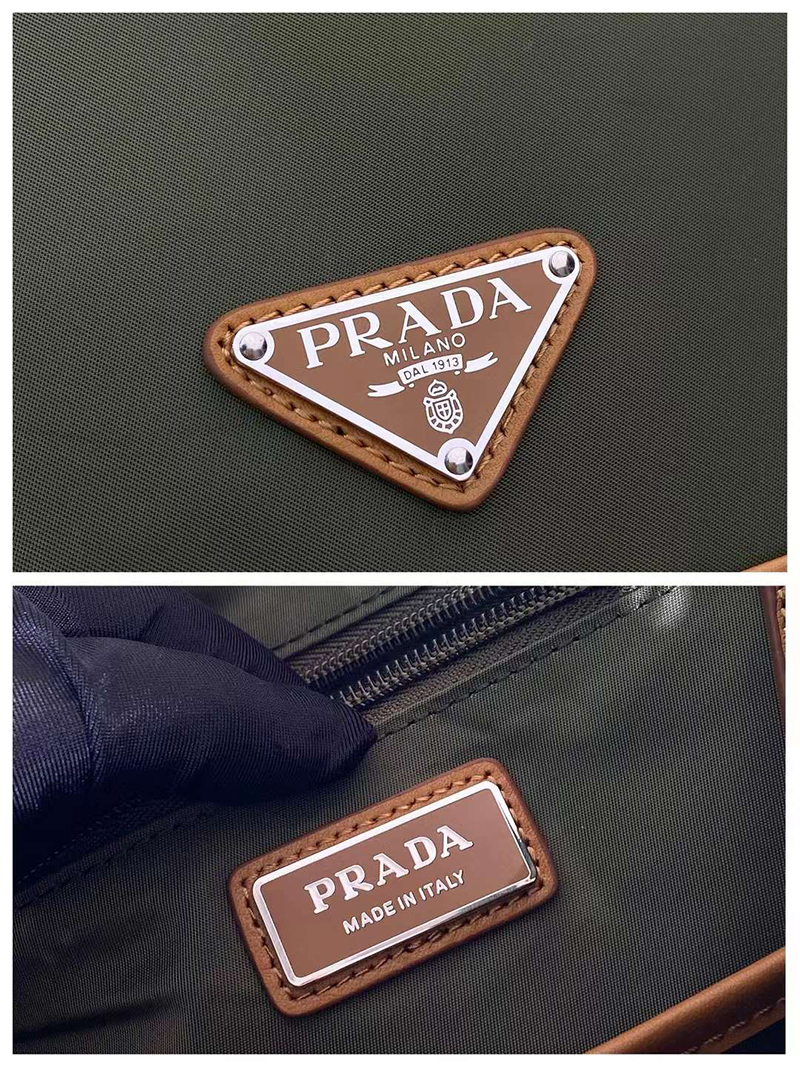 PRADA
MILANO
DAL 1913
PRADA
MADE IN ITALY